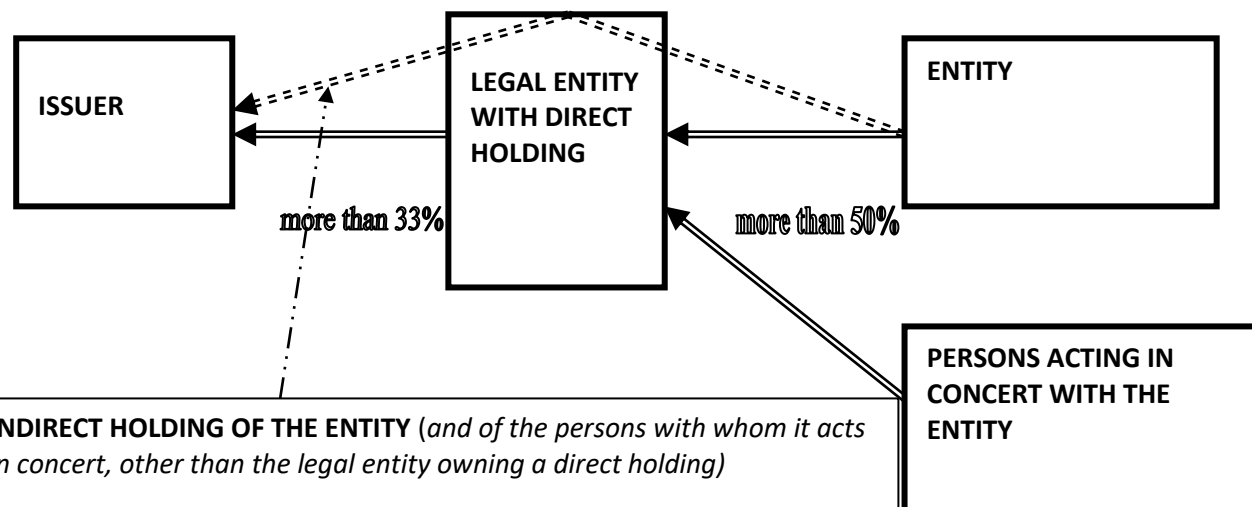 ISSUER
LEGAL ENTITY
WITH DIRECT
HOLDING
ENTITY
more than 33%
more than 50%
PERSONS ACTING IN
CONCERT WITH THE
ENTITY
NDIRECT HOLDING OF THE ENTITY (and of the persons with whom it acts
n concert, other than the legal entity owning a direct holding)